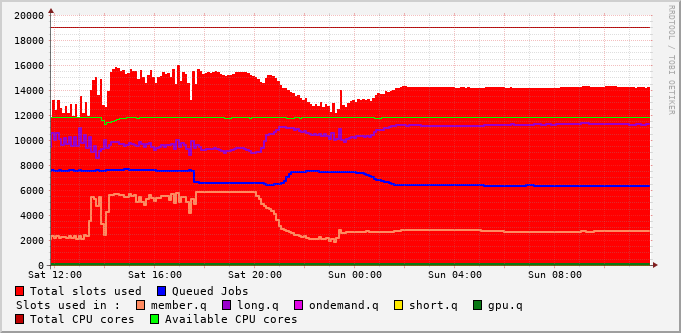 RRDTOOL / TOBI OETIKER
20000
18000
16000
14000
12000
10000
8000
6000
4000
2000
0
Sat 12:00 Sat 16:00 Sat 20:00 Sun 00:00 Sun 04:00 Sun 08:00
Total slots used Queued Jobs
Slots used in : member.q long.q ondemand.q short.q gpu.q
Total CPU cores Available CPU cores